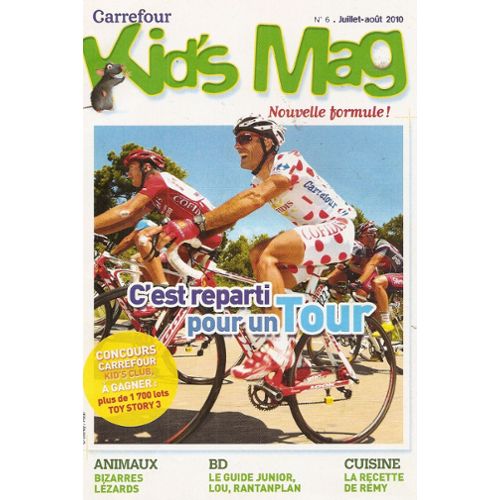 Carrefour
N° 6 . Juillet-août 2010
Kid's Mag
Nouvelle formule !
Carrefour
COFIDIS
C'est reparti
pour un Tour
CONCOURS
CARREFOUR
KID'S CLUB,
A GAGNER :
plus de 1 700 lots
TOY STORY 3
ANIMAUX
BIZARRES
LÉZARDS
BD
LE GUIDE JUNIOR,
LOU, RANTANPLAN
CUISINE
LA RECETTE
DE RÉMY